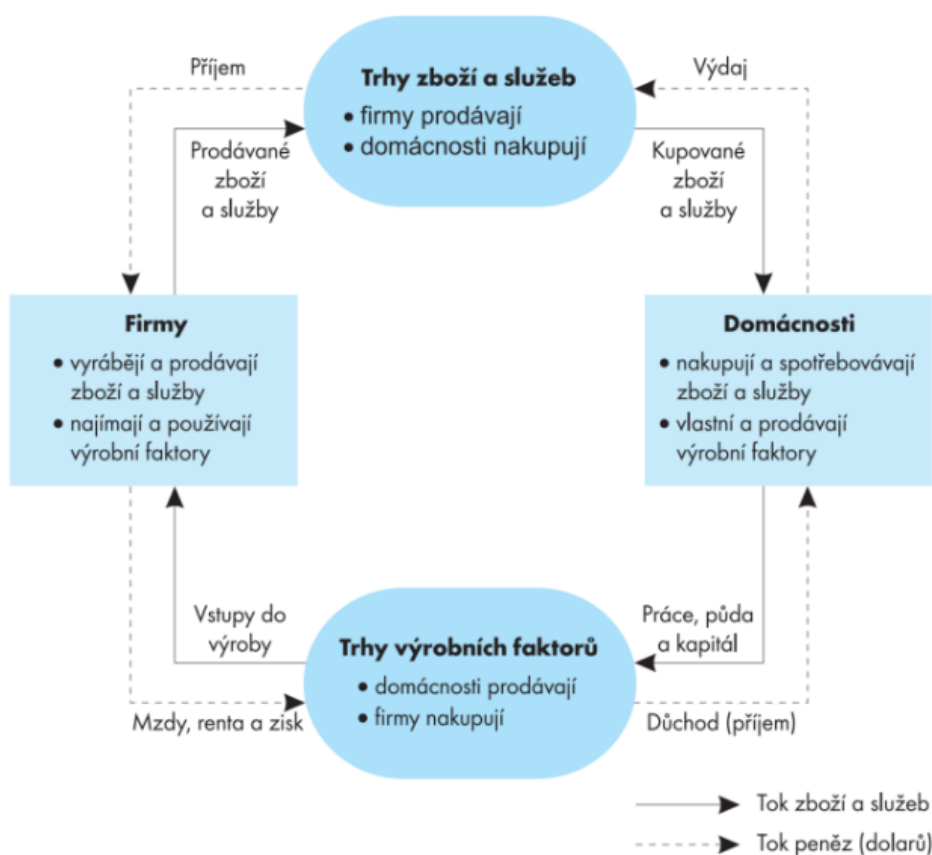 Příjem
Trhy zboží a služeb
• firmy prodávají
• domácnosti nakupují
Výdaj
Prodávané
zboží
a služby
Kupované
zboží
a služby
Firmy
• vyrábějí a prodávají
zboží a služby
• najímají a používají
výrobní faktory
Domácnosti
• nakupují a spotřebovávají
zboží a služby
• vlastní a prodávají
výrobní faktory
Vstupy do
výroby
Trhy výrobních faktorů
• domácnosti prodávají
• firmy nakupují
Práce, půda
a kapitál
Mzdy, renta a zisk
Důchod (příjem)
Tok zboží a služeb
Tok peněz (dolarů)